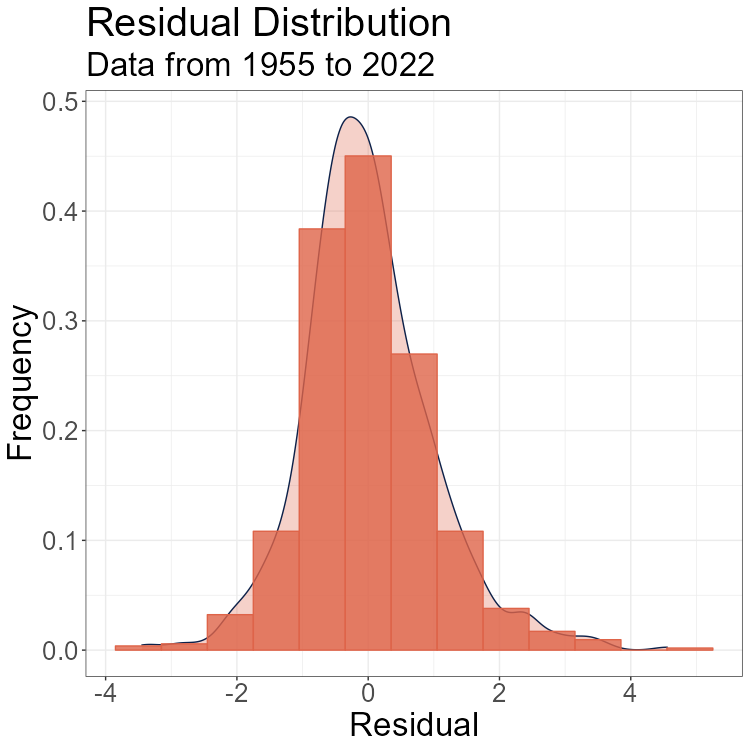 Residual Distribution
Data from 1955 to 2022
0.5
0.4
0.3
0.2
0.1
0.0
Frequency
-4 -2 0 2 4
Residual